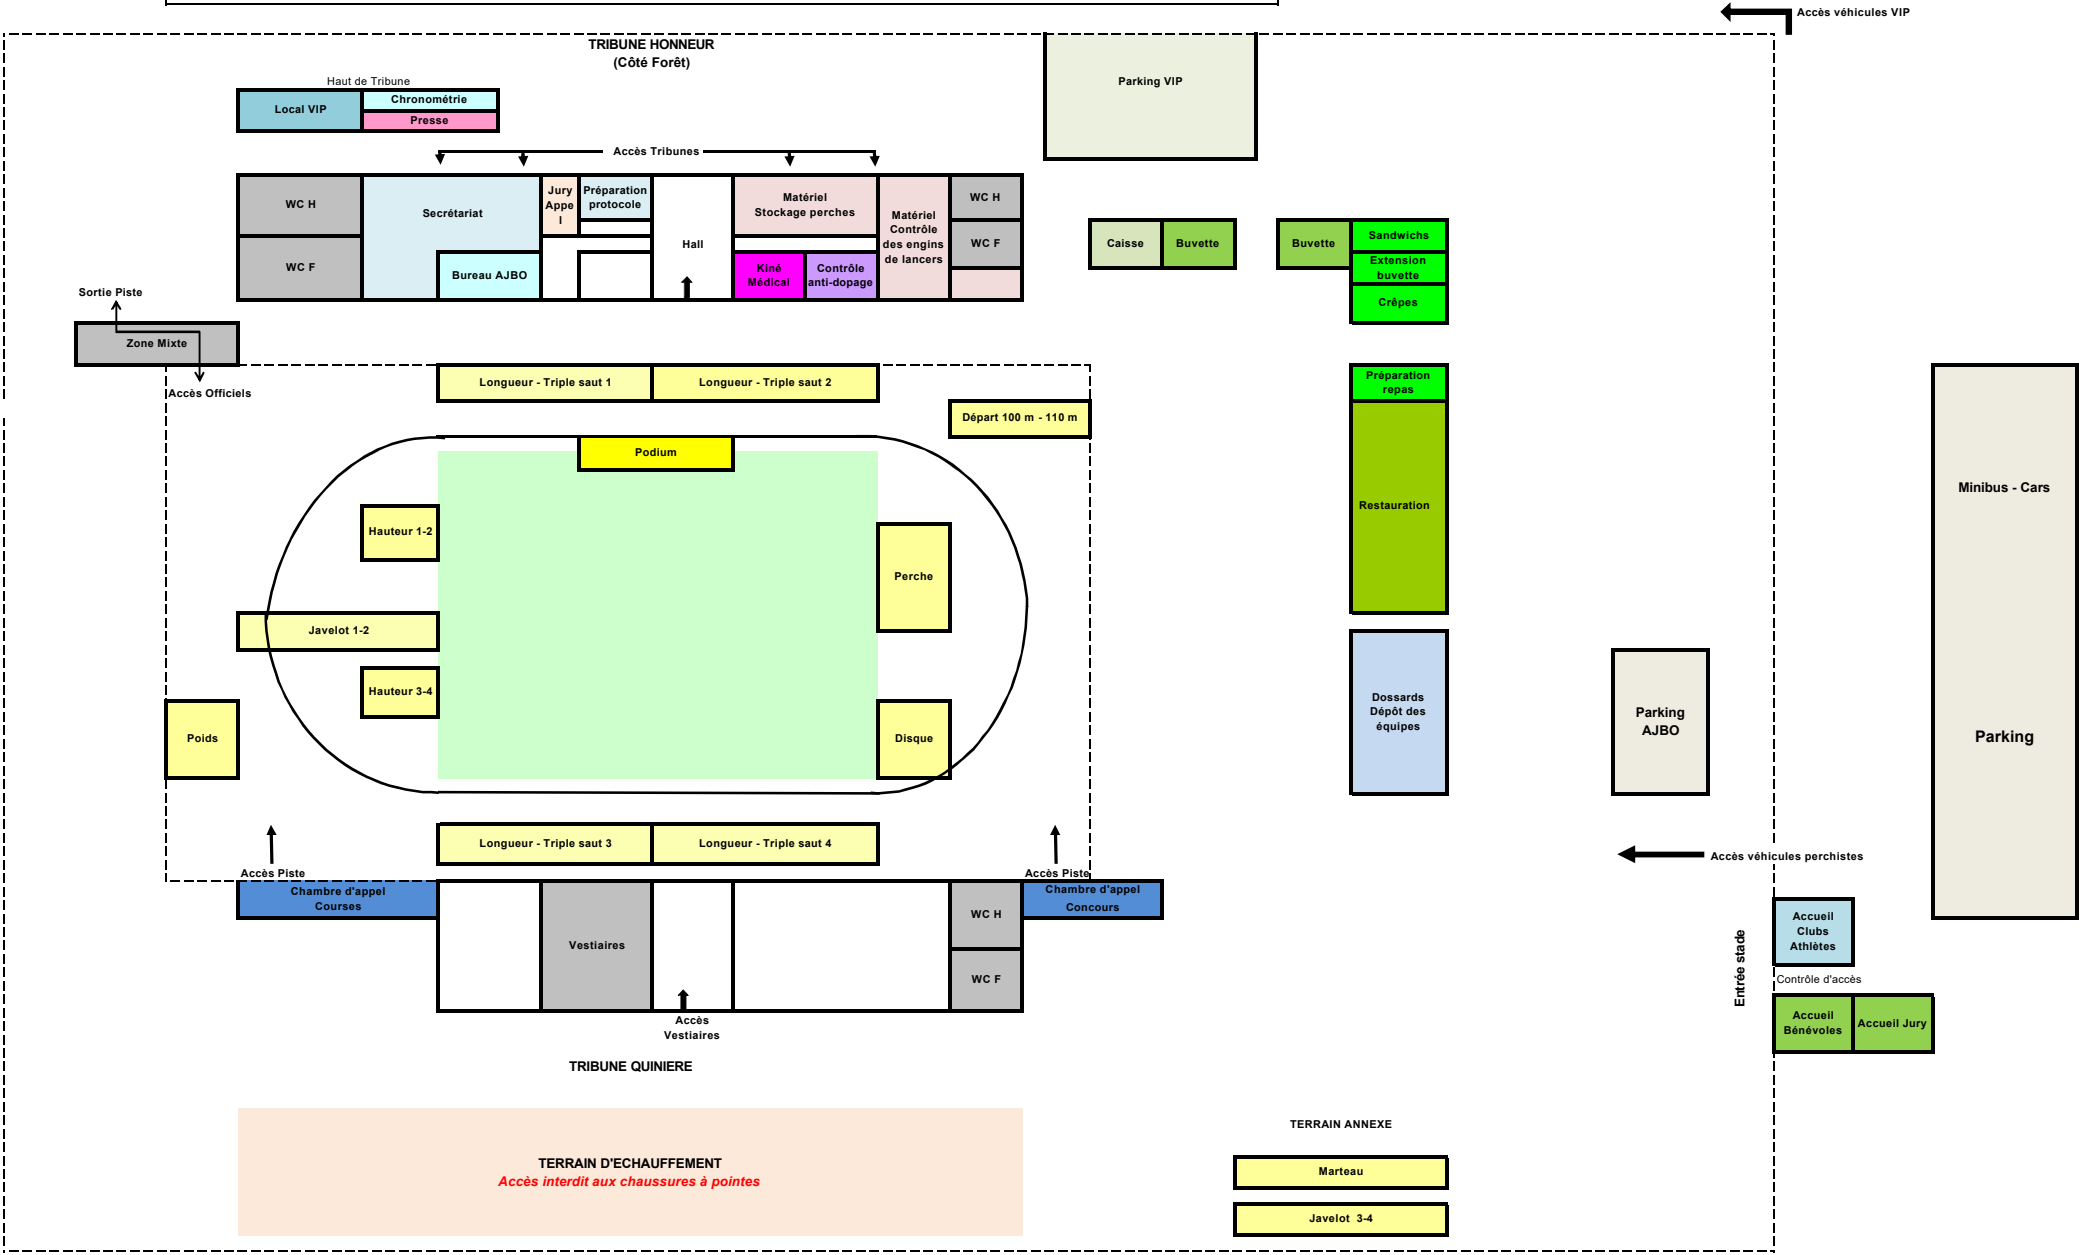 Accès véhicules VIP
TRIBUNE HONNEUR
(Côté Forêt)
Parking VIP
Haut de Tribune
Local VIP
Chronométrie
Presse
Accès Tribunes
WC H
WC F
Secrétariat
Bureau AJBO
Jury
Appe
l
Préparation
protocole
Hall
Matériel
Stockage perches
Kiné
Médical
Contrôle
anti-dopage
Matériel
Contrôle
des engins
de lancers
WC H
WC F
Caisse
Buvette
Buvette
Sandwichs
Extension
buvette
Crêpes
Sortie Piste
Zone Mixte
Accès Officiels
Longueur - Triple saut 1
Longueur - Triple saut 2
Départ 100 m - 110 m
Préparation
repas
Restauration
Podium
Hauteur 1-2
Perche
Javelot 1-2
Hauteur 3-4
Poids
Disque
Dossards
Dépôt des
équipes
Parking
AJBO
Minibus - Cars
Parking
Longueur - Triple saut 3
Longueur - Triple saut 4
Accès véhicules perchistes
Accès Piste
Chambre d'appel
Courses
Accès Piste
Chambre d'appel
Concours
Vestiaires
WC H
WC F
Accès
Vestiaires
Entrée stade
Accueil
Clubs
Athlètes
Contrôle d'accès
Accueil
Bénévoles
Accueil Jury
TRIBUNE QUINIERE
TERRAIN D'ECHAUFFEMENT
Accès interdit aux chaussures à pointes
TERRAIN ANNEXE
Marteau
Javelot 3-4